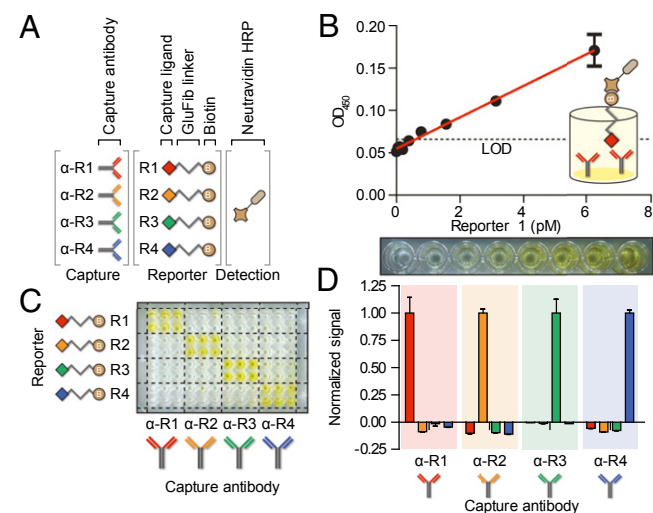 A
Capture antibody
Capture ligand
GluFib linker
Biotin
Neutravidin HRP
α-R1
α-R2
α-R3
α-R4
R1
R2
R3
R4
B
B
B
B
Capture
Reporter
Detection
B
OD450
0.20
0.15
0.10
0.05
0.00
LOD
B
0
2
4
6
8
Reporter 1 (pM)
C
Reporter
B
R1
B
R2
B
R3
B
R4
α-R1
α-R2
α-R3
α-R4
Capture antibody
D
Normalized signal
1.25
1.00
0.75
0.50
0.25
-0.00
-0.25
α-R1
α-R2
α-R3
α-R4
Capture antibody